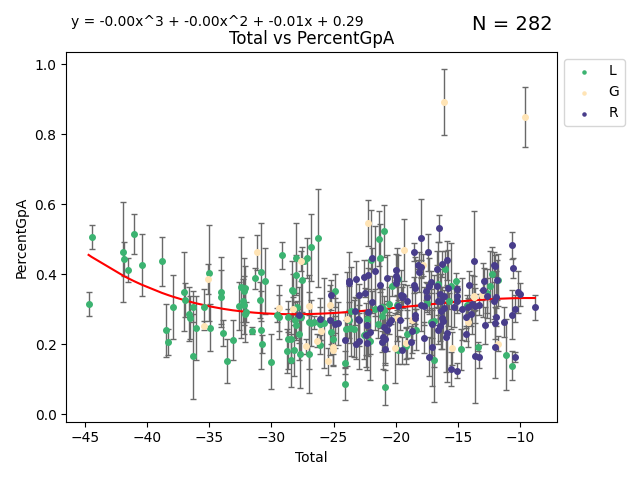 y = -0.00x^3 + -0.00x^2 + -0.01x + 0.29
N = 282
Total vs PercentGpA
L
G
R
PercentGpA
1.0
0.8
0.6
0.4
0.2
0.0
−45
−40
−35
−30
−25
−20
−15
−10
Total